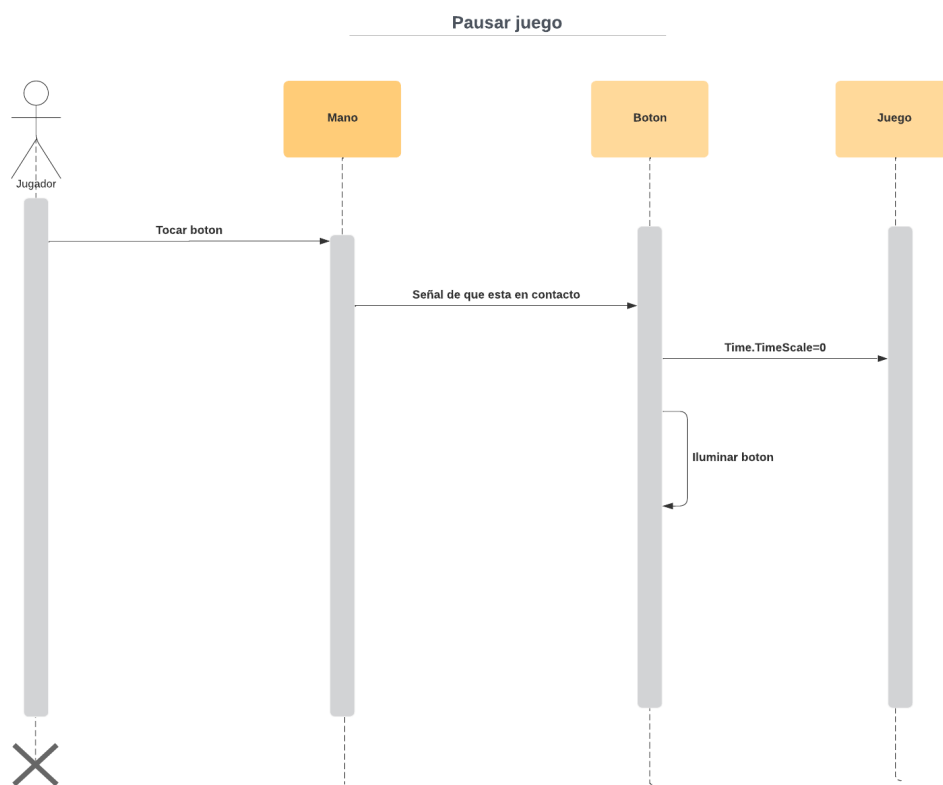 Pausar juego
Mano
Boton
Juego
Jugador
Tocar boton
Señal de que esta en contacto
Time.TimeScale=0
Iluminar boton